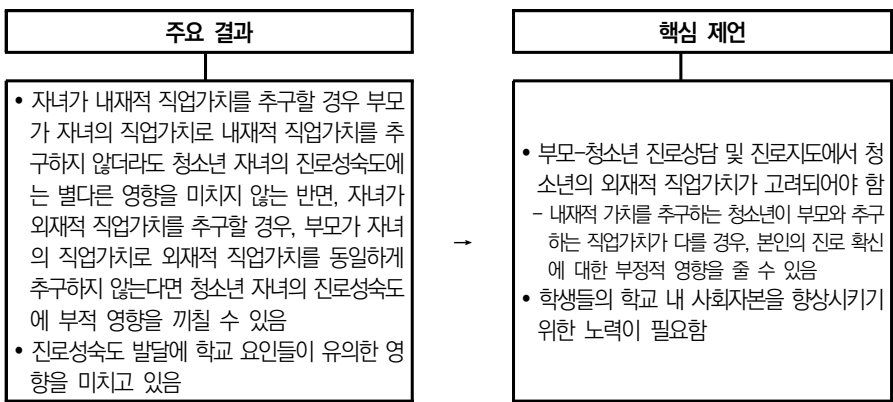 주요 결과
• 자녀가 내재적 직업가치를 추구할 경우 부모
가 자녀의 직업가치로 내재적 직업가치를 추
구하지 않더라도 청소년 자녀의 진로성숙도에
는 별다른 영향을 미치지 않는 반면, 자녀가
외재적 직업가치를 추구할 경우, 부모가 자녀
의 직업가치로 외재적 직업가치를 동일하게
추구하지 않는다면 청소년 자녀의 진로성숙도
에 부적 영향을 끼칠 수 있음
• 진로성숙도 발달에 학교 요인들이 유의한 영
향을 미치고 있음
→
핵심 제언
• 부모-청소년 진로상담 및 진로지도에서 청
소년의 외재적 직업가치가 고려되어야 함
- 내재적 가치를 추구하는 청소년이 부모와 추구
하는 직업가치가 다를 경우, 본인의 진로 확신
에 대한 부정적 영향을 줄 수 있음
• 학생들의 학교 내 사회자본을 향상시키기
위한 노력이 필요함